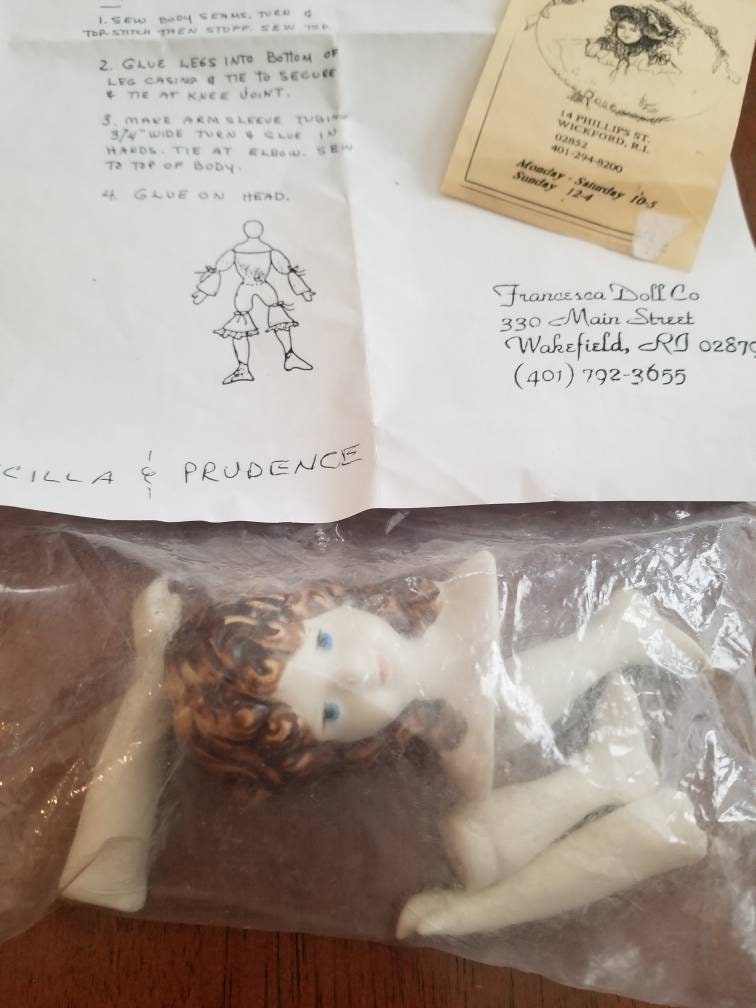 1. SEW BODY SEAMS, TURN &
TOP STITCH THEN STUFF. SEW TOP
2. GLUE LEGS INTO BOTTOM OF
LEG CASING & TIE TO SECURE
& TIE AT KNEE JOINT.
3. MAKE ARM SLEEVE TUBING
3/4" WIDE TURN & GLUE IN
HANDS. TIE AT ELBOW. SEW
TO TOP OF BODY.
4. GLUE ON HEAD.
14 PHILLIPS ST.
WICKFORD, R.I.
02852
401-294-8200
Monday - Saturday 10-5
Sunday 12-4
Francesca Doll Co
330 Main Street
Wakefield, RI 02879
(401) 792-3655
CILLA & PRUDENCE